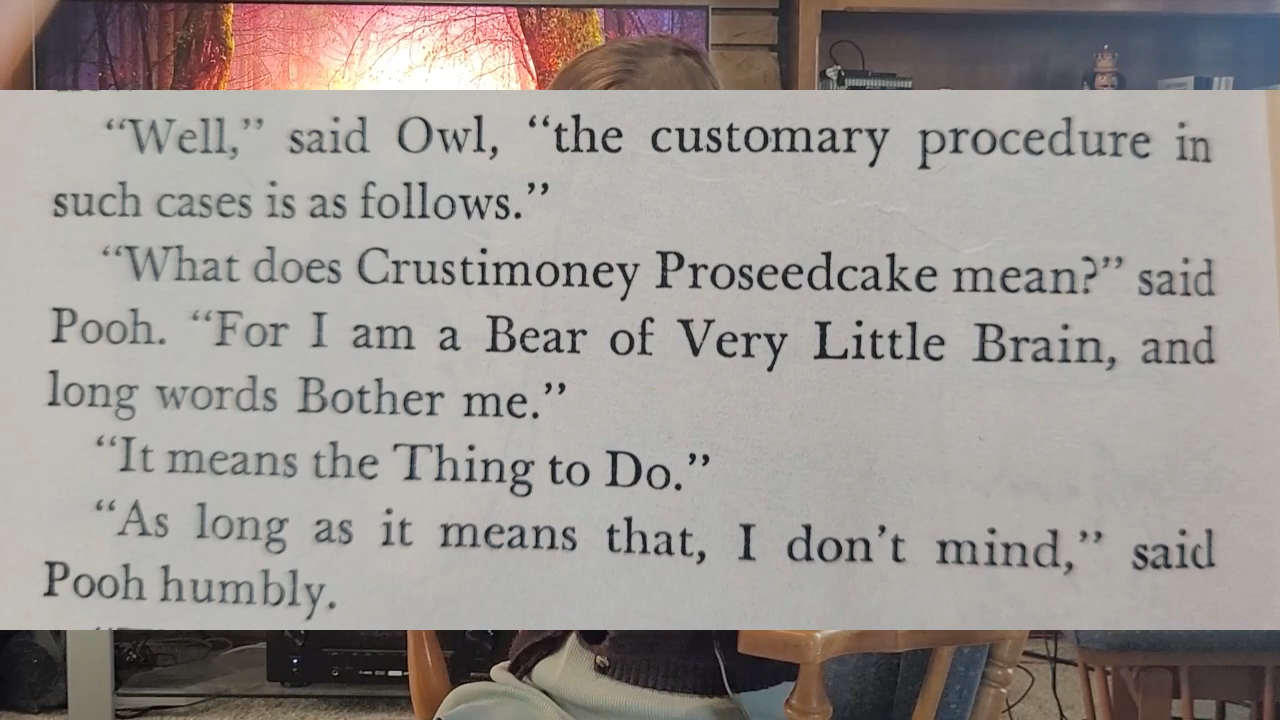 “Well,” said Owl, “the customary procedure in
such cases is as follows.”
“What does Crustimoney Proseedcake mean?” said
Pooh. “For I am a Bear of Very Little Brain, and
long words Bother me.”
“It means the Thing to Do.”
“As long as it means that, I don’t mind,” said
Pooh humbly.